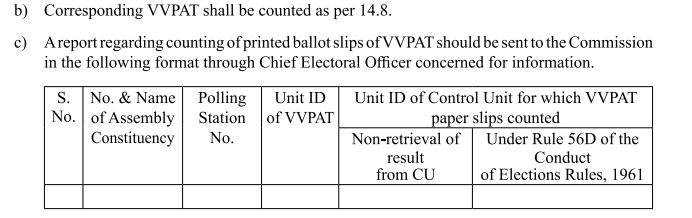 b) Corresponding VVPAT shall be counted as per 14.8.
c) A report regarding counting of printed ballot slips of VVPAT should be sent to the Commission
in the following format through Chief Electoral Officer concerned for information.
S. No. & Name Polling Unit ID Unit ID of Control Unit for which VVPAT
No. of Assembly Station of VVPAT paper slips counted
Constituency No. Non-retrieval of Under Rule 56D of the
result Conduct
from CU of Elections Rules, 1961